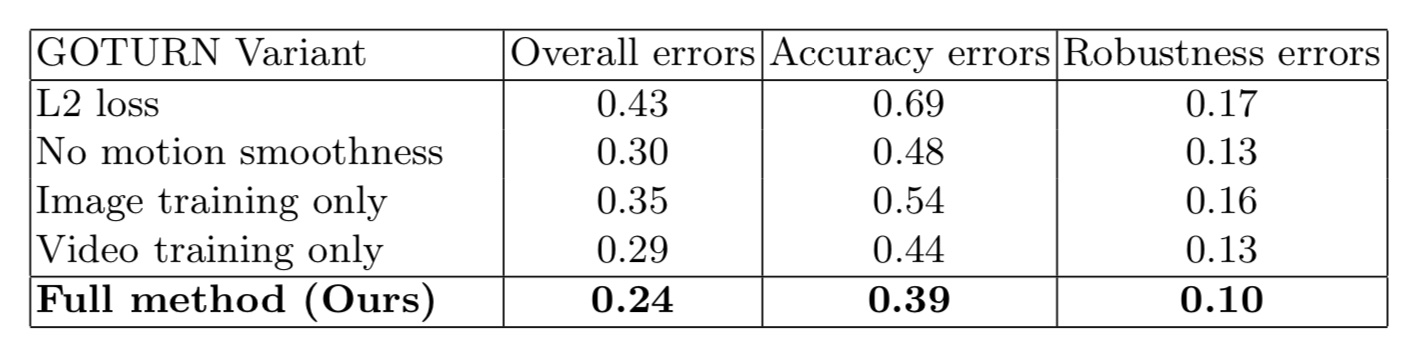 GOTURN Variant Overall errors Accuracy errors Robustness errors
L2 loss 0.43 0.69 0.17
No motion smoothness 0.30 0.48 0.13
Image training only 0.35 0.54 0.16
Video training only 0.29 0.44 0.13
Full method (Ours) 0.24 0.39 0.10